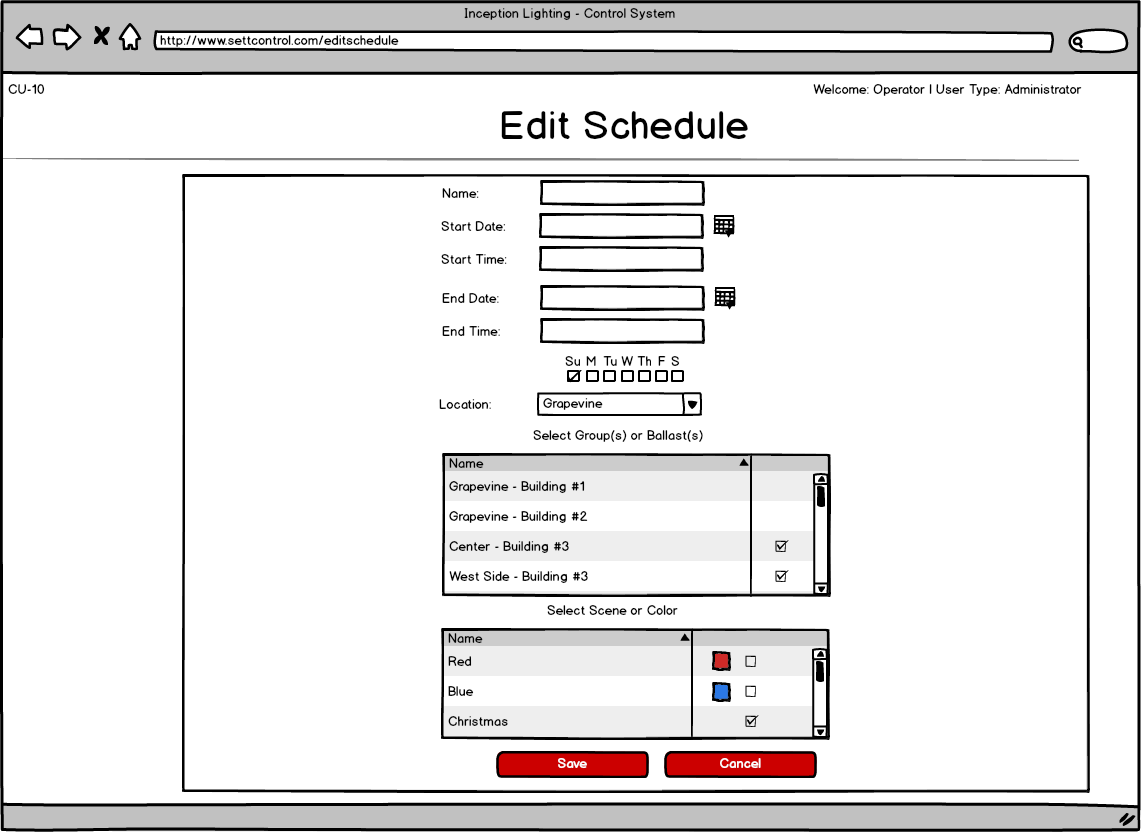 Inception Lighting - Control System
http://www.settcontrol.com/editschedule
CU-10
Welcome: Operator | User Type: Administrator
Edit Schedule
Name:
Start Date:
Start Time:
End Date:
End Time:
Su M Tu W Th F S
Location: Grapevine
Select Group(s) or Ballast(s)
Name
Grapevine - Building #1
Grapevine - Building #2
Center - Building #3
West Side - Building #3
Select Scene or Color
Name
Red
Blue
Christmas
Save Cancel